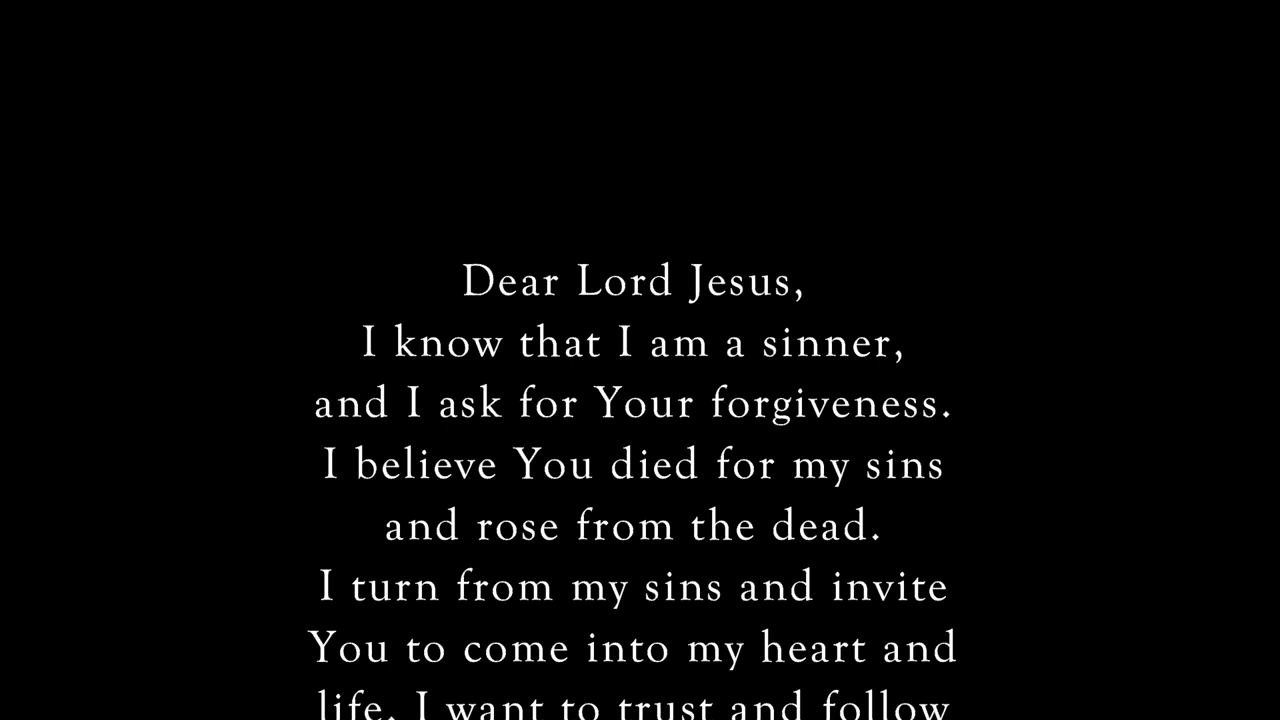 Dear Lord Jesus,
I know that I am a sinner,
and I ask for Your forgiveness.
I believe You died for my sins
and rose from the dead.
I turn from my sins and invite
You to come into my heart and
life. I want to trust and follow